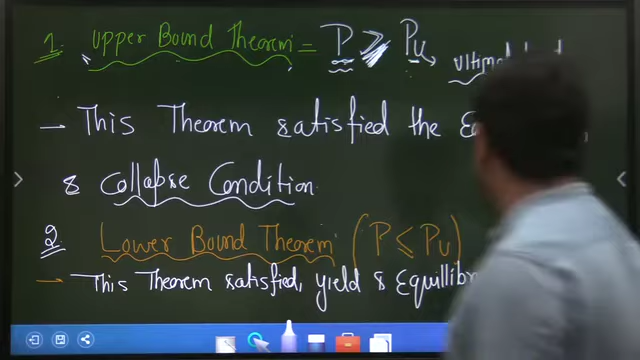 1. Upper Bound Theorem = P ≥ Pu
— This Theorem satisfied the
& Collapse Condition
2 Lower Bound Theorem (P ≤ Pu)
— This Theorem satisfied, yield &